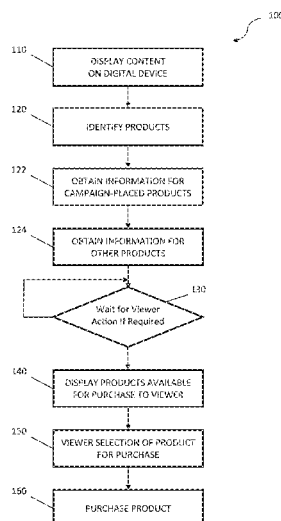 100
110
DISPLAY CONTENT
ON DIGITAL DEVICE
120
IDENTIFY PRODUCTS
122
OBTAIN INFORMATION FOR
CAMPAIGN-PLACED PRODUCTS
124
OBTAIN INFORMATION FOR
OTHER PRODUCTS
130
Wait for Viewer
Action If Required
140
DISPLAY PRODUCTS AVAILABLE
FOR PURCHASE TO VIEWER
150
VIEWER SELECTION OF PRODUCT
FOR PURCHASE
160
PURCHASE PRODUCT